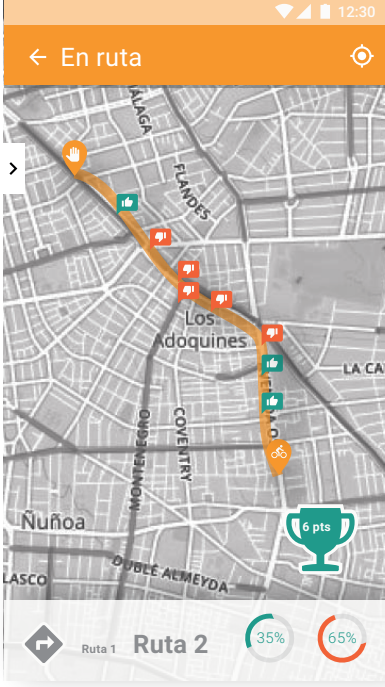 12:30
En ruta
ÁLAGA
FLANDES
Los
Adoquines
LA CA
MONTENEGRO
COVENTRY
6 pts
Ñuñoa
DUBLÉ ALMEYDA
LASCO
Ruta 1
Ruta 2
35%
65%